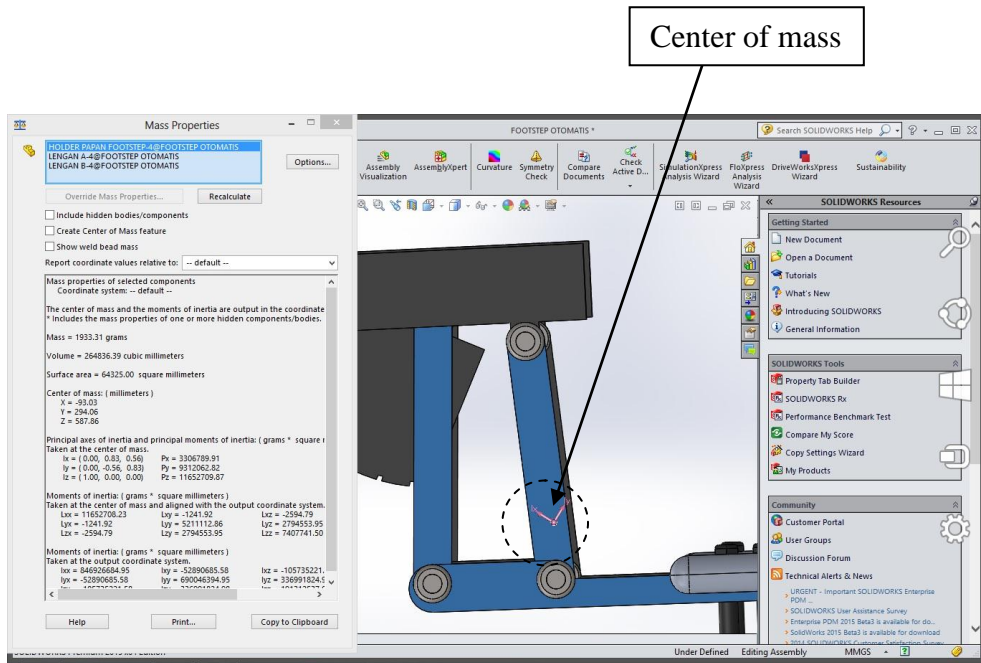 Center of mass
Mass Properties
HOLDER PAPAN FOOTSTEP-4@FOOTSTEP OTOMATIS
LENGAN A-4@FOOTSTEP OTOMATIS
LENGAN B-4@FOOTSTEP OTOMATIS
Options...
Override Mass Properties... Recalculate
Include hidden bodies/components
Create Center of Mass feature
Show weld bead mass
Report coordinate values relative to: -- default --
Mass properties of selected components
Coordinate system: -- default --
The center of mass and the moments of inertia are output in the coordinate
* Includes the mass properties of one or more hidden components/bodies.
Mass = 1933.31 grams
Volume = 264836.39 cubic millimeters
Surface area = 64325.00 square millimeters
Center of mass: ( millimeters )
X = -93.03
Y = 294.06
Z = 587.86
Principal axes of inertia and principal moments of inertia: ( grams * square
Taken at the center of mass.
Ix = ( 0.00, 0.83, 0.56) Px = 3306789.91
Iy = ( 0.00, -0.56, 0.83) Py = 9312062.82
Iz = ( 1.00, 0.00, 0.00) Pz = 11652709.87
Moments of inertia: ( grams * square millimeters )
Taken at the center of mass and aligned with the output coordinate system.
Lxx = 11652708.23 Lxy = -1241.92 Lxz = -2594.79
Lyx = -1241.92 Lyy = 5211112.86 Lyz = 2794553.95
Lzx = -2594.79 Lzy = 2794553.95 Lzz = 7407741.50
Moments of inertia: ( grams * square millimeters )
Taken at the output coordinate system.
Ixx = 846926684.95 Ixy = -52890685.58 Ixz = -105735221.
Iyx = -52890685.58 Iyy = 690046394.95 Iyz = 336991824.9
Help Print... Copy to Clipboard
FOOTSTEP OTOMATIS *
Search SOLIDWORKS Help
Assembly Visualization
AssemblyXpert
Curvature
Symmetry Check
Compare Documents
Check Active D...
SimulationXpress Analysis Wizard
FloXpress Analysis Wizard
DriveWorksXpress Wizard
Sustainability
SOLIDWORKS Resources
Getting Started
New Document
Open a Document
Tutorials
What's New
Introducing SOLIDWORKS
General Information
SOLIDWORKS Tools
Property Tab Builder
SOLIDWORKS Rx
Performance Benchmark Test
Compare My Score
Copy Settings Wizard
My Products
Community
Customer Portal
User Groups
Discussion Forum
Technical Alerts & News
URGENT - Important SOLIDWORKS Enterprise
PDM ...
SOLIDWORKS User Assistance Survey
Enterprise PDM 2015 Beta3 is available for do...
SolidWorks 2015 Beta3 is available for download
Under Defined Editing Assembly MMGS